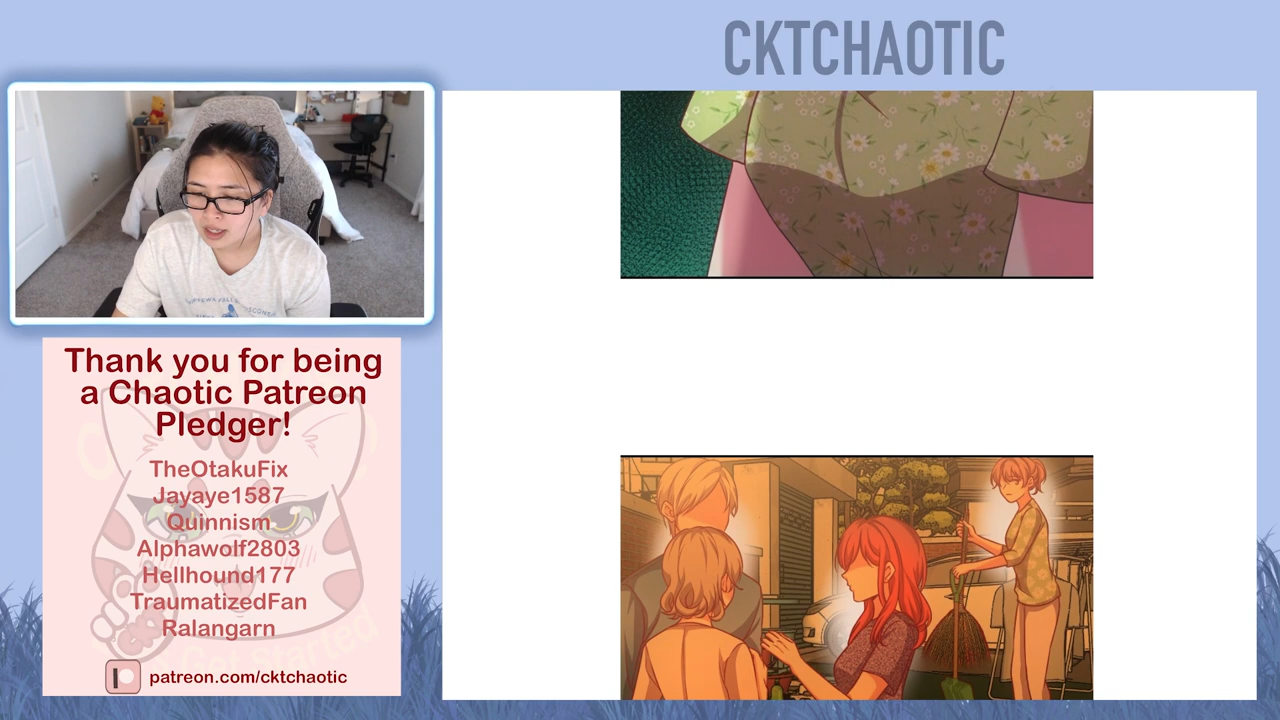 CKTCHAOTIC
Thank you for being
a Chaotic Patreon
Pledger!
TheOtakuFix
Jayaye1587
Quinnism
Alphawolf2803
Hellhound177
TraumatizedFan
Ralangarn
patreon.com/cktchaotic